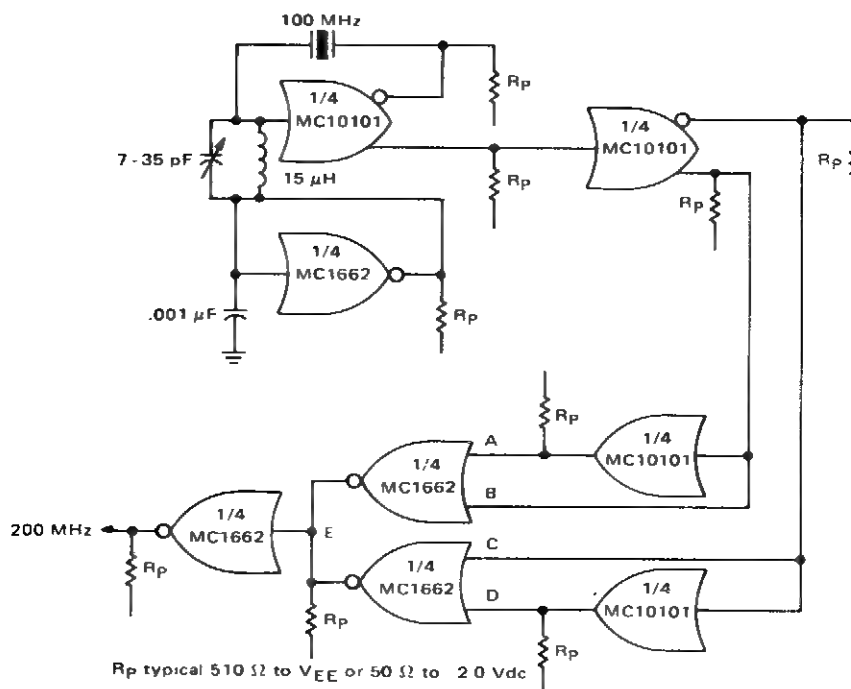 100 MHz
RP
1/4
MC10101
1/4
MC10101
7 - 35 pF
15 μH
RP
RP
RP
1/4
MC1662
.001 μF
RP
RP
A
1/4
MC10101
1/4
MC1662
B
200 MHz
1/4
MC1662
E
C
1/4
MC1662
D
1/4
MC10101
RP
RP
RP
RP typical 510 Ω to VEE or 50 Ω to 2.0 Vdc